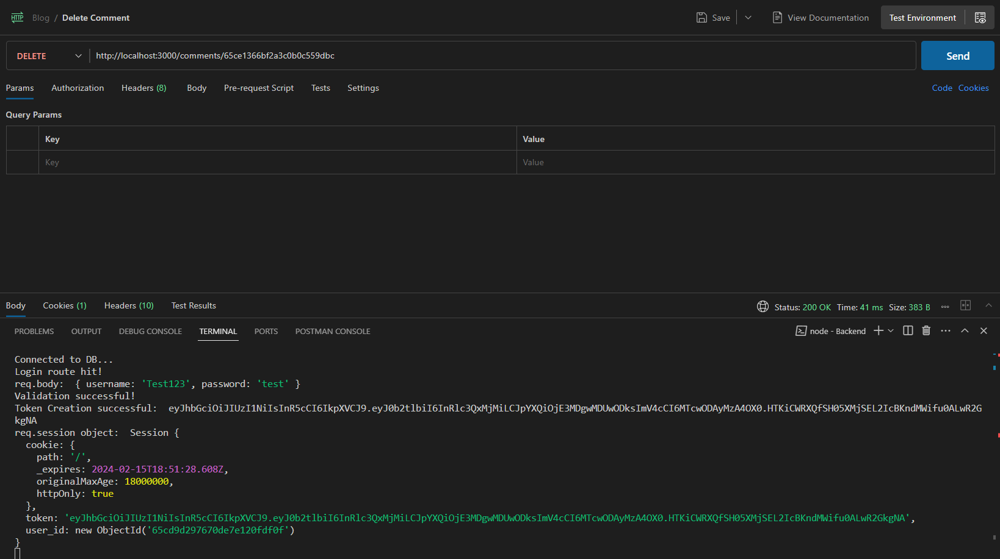 HTTP Blog / Delete Comment Save View Documentation Test Environment
DELETE http://localhost:3000/comments/65ce1366bf2a3c0b0c559dbc Send
Params Authorization Headers (8) Body Pre-request Script Tests Settings Code Cookies
Query Params
Key Value
Key Value
Body Cookies (1) Headers (10) Test Results Status: 200 OK Time: 41 ms Size: 383 B
PROBLEMS OUTPUT DEBUG CONSOLE TERMINAL PORTS POSTMAN CONSOLE node - Backend
Connected to DB...
Login route hit!
req.body:  { username: 'Test123', password: 'test' }
Validation successful!
Token Creation successful:  eyJhbGciOiJIUzI1NiIsInR5cCI6IkpXVCJ9.eyJ0b2tlbiI6InRlc3QxMjMiLCJpYXQiOjE3MDgwMDUwODksImV4cCI6MTcwODAyMzA4OX0.HTKiCWRXQfSH05XMjSEL2IcBKndMWifu0ALwR2G
kgNA
req.session object:  Session {
cookie: {
path: '/',
_expires: 2024-02-15T18:51:28.608Z,
originalMaxAge: 18000000,
httpOnly: true
},
token: 'eyJhbGciOiJIUzI1NiIsInR5cCI6IkpXVCJ9.eyJ0b2tlbiI6InRlc3QxMjMiLCJpYXQiOjE3MDgwMDUwODksImV4cCI6MTcwODAyMzA4OX0.HTKiCWRXQfSH05XMjSEL2IcBKndMWifu0ALwR2GkgNA',
user_id: new ObjectId('65cd9d297670de7e120fdf0f')
}